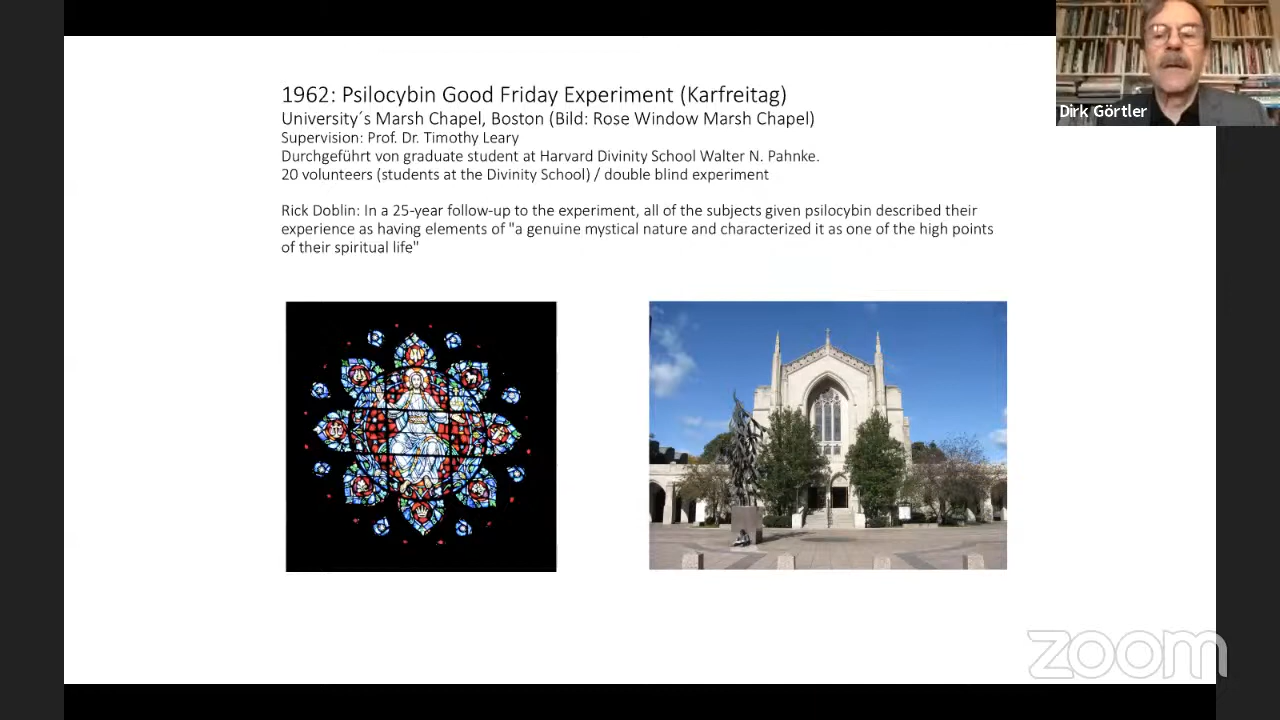 1962: Psilocybin Good Friday Experiment (Karfreitag)
University´s Marsh Chapel, Boston (Bild: Rose Window Marsh Chapel)
Supervision: Prof. Dr. Timothy Leary
Durchgeführt von graduate student at Harvard Divinity School Walter N. Pahnke.
20 volunteers (students at the Divinity School) / double blind experiment
Rick Doblin: In a 25-year follow-up to the experiment, all of the subjects given psilocybin described their
experience as having elements of "a genuine mystical nature and characterized it as one of the high points
of their spiritual life"
Dirk Görtler
zoom